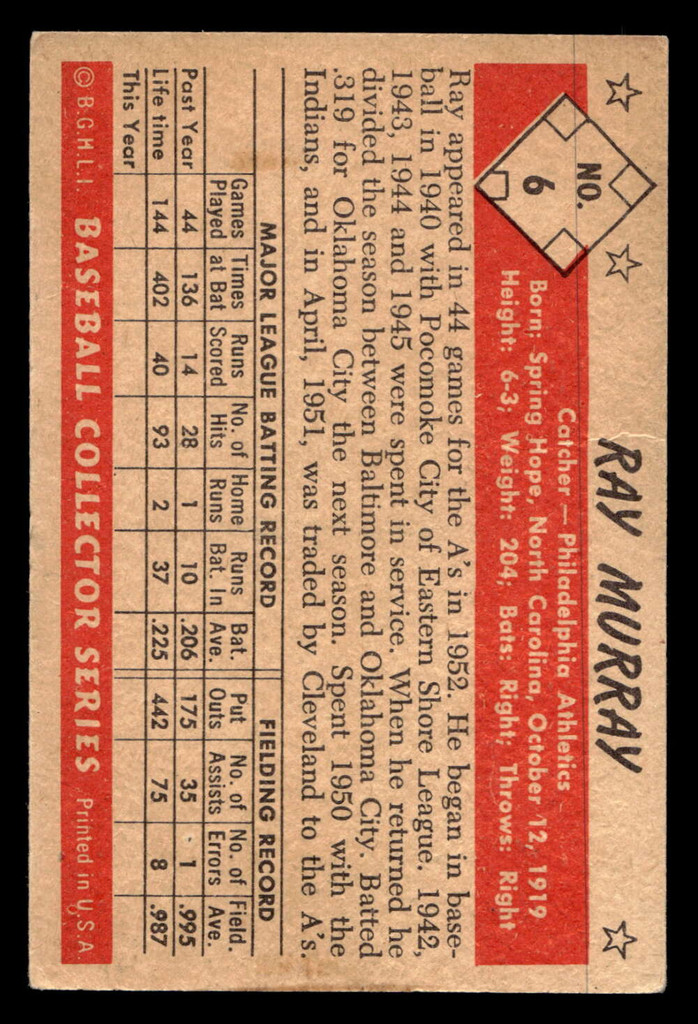 RAY MURRAY
NO.
6
Catcher — Philadelphia Athletics
Born: Spring Hope, North Carolina, October 12, 1919
Height: 6-3; Weight: 204; Bats: Right; Throws: Right
Ray appeared in 44 games for the A's in 1952. He began in base-
ball in 1940 with Pocomoke City of Eastern Shore League. 1942,
1943, 1944 and 1945 were spent in service. When he returned he
divided the season between Baltimore and Oklahoma City. Batted
.319 for Oklahoma City the next season. Spent 1950 with the
Indians, and in April, 1951, was traded by Cleveland to the A's.
MAJOR LEAGUE BATTING RECORD FIELDING RECORD
Games Times Runs No. of Home Runs Bat. Put No. of No. of Field.
Played at Bat Scored Hits Runs Bat. In Ave. Outs Assists Errors Ave.
Past Year 44 136 14 28 1 10 .206 175 35 1 .995
Life time 144 402 40 93 2 37 .225 442 75 8 .987
This Year
© B.G.H.L.I. BASEBALL COLLECTOR SERIES Printed in U.S.A.